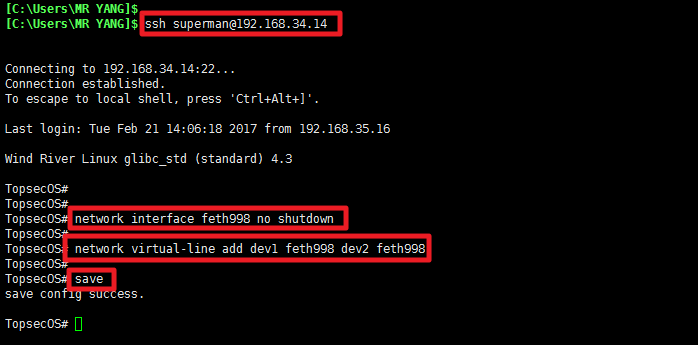 [C:\Users\MR YANG]$
[C:\Users\MR YANG]$ ssh superman@192.168.34.14
Connecting to 192.168.34.14:22...
Connection established.
To escape to local shell, press 'Ctrl+Alt+]'.
Last login: Tue Feb 21 14:06:18 2017 from 192.168.35.16
Wind River Linux glibc_std (standard) 4.3
TopsecOS#
TopsecOS#
TopsecOS# network interface feth998 no shutdown
TopsecOS#
TopsecOS# network virtual-line add dev1 feth998 dev2 feth998
TopsecOS#
TopsecOS# save
save config success.
TopsecOS#